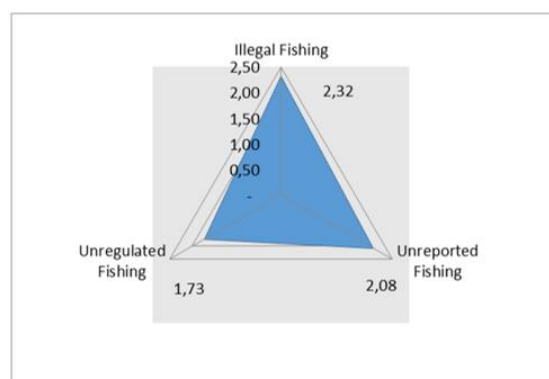 Illegal Fishing
2,50
2,32
2,00
1,50
1,00
0,50
-
Unregulated
Fishing
Unreported
Fishing
1,73
2,08